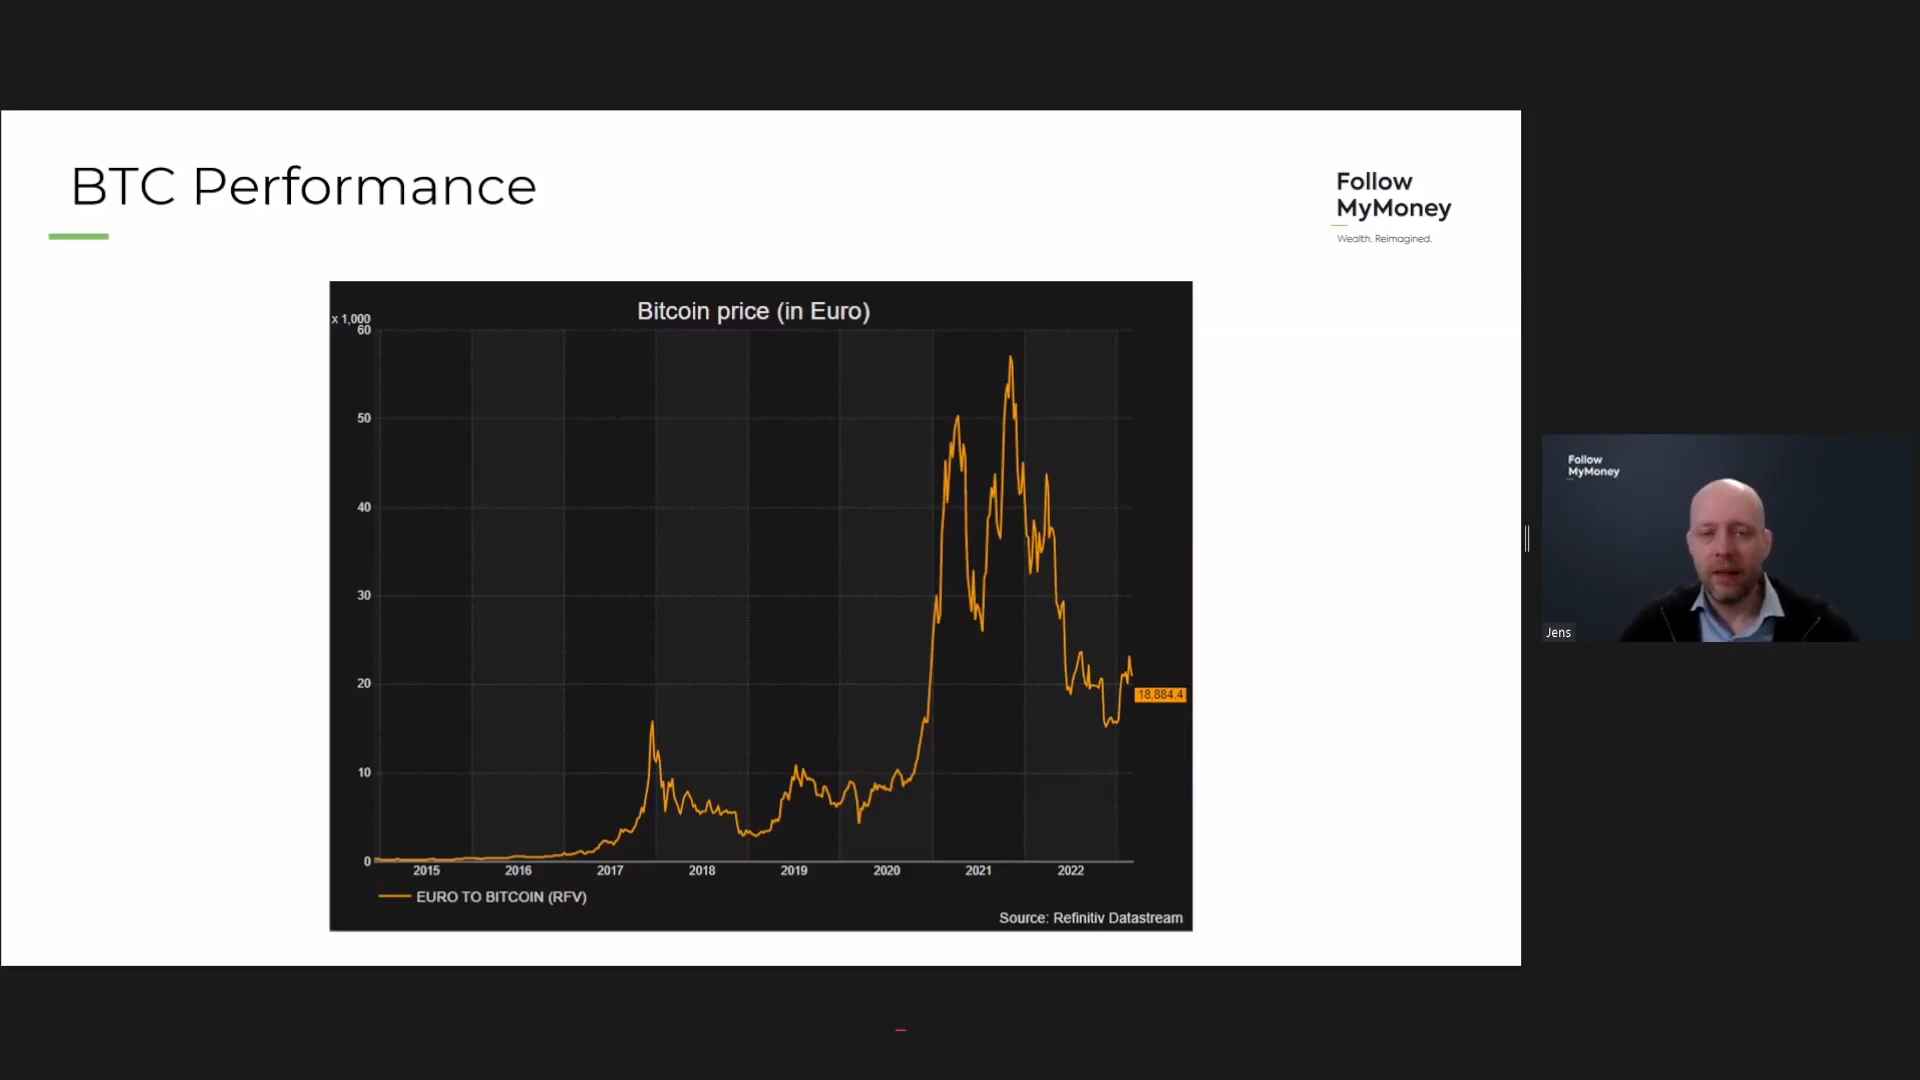 BTC Performance
Follow
MyMoney
Wealth. Reimagined.
Bitcoin price (in Euro)
x 1,000
60
50
40
30
20
10
0
18,884.4
2015 2016 2017 2018 2019 2020 2021 2022
EURO TO BITCOIN (RFV)
Source: Refinitiv Datastream
Follow
MyMoney
Jens